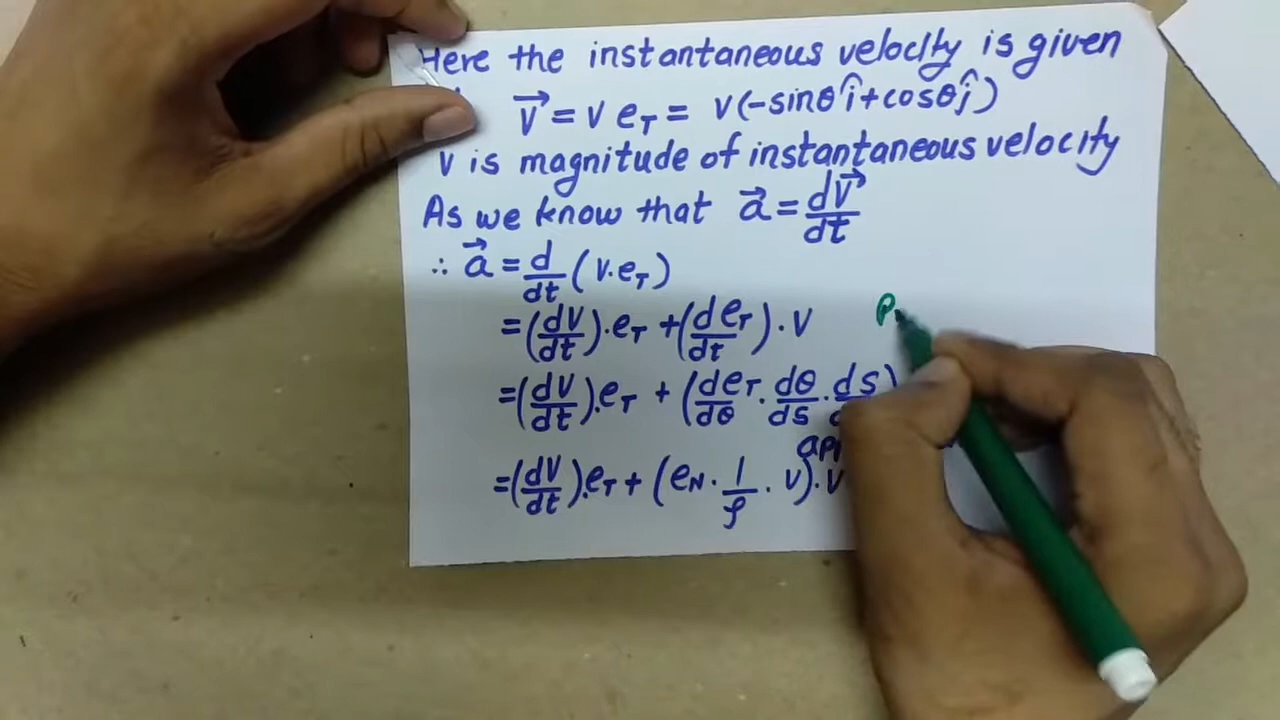 Here the instantaneous velocity is given
v⃗ = v e_T = v(-sinθ î + cosθ ĵ)
v is magnitude of instantaneous velocity
As we know that a⃗ = dv⃗/dt
∴ a⃗ = d/dt (v.e_T)
= (dv/dt).e_T + (de_T/dt).v
= (dv/dt).e_T + (de_T/dθ . dθ/ds . ds
= (dv/dt).e_T + (e_N . 1/ρ . v).v